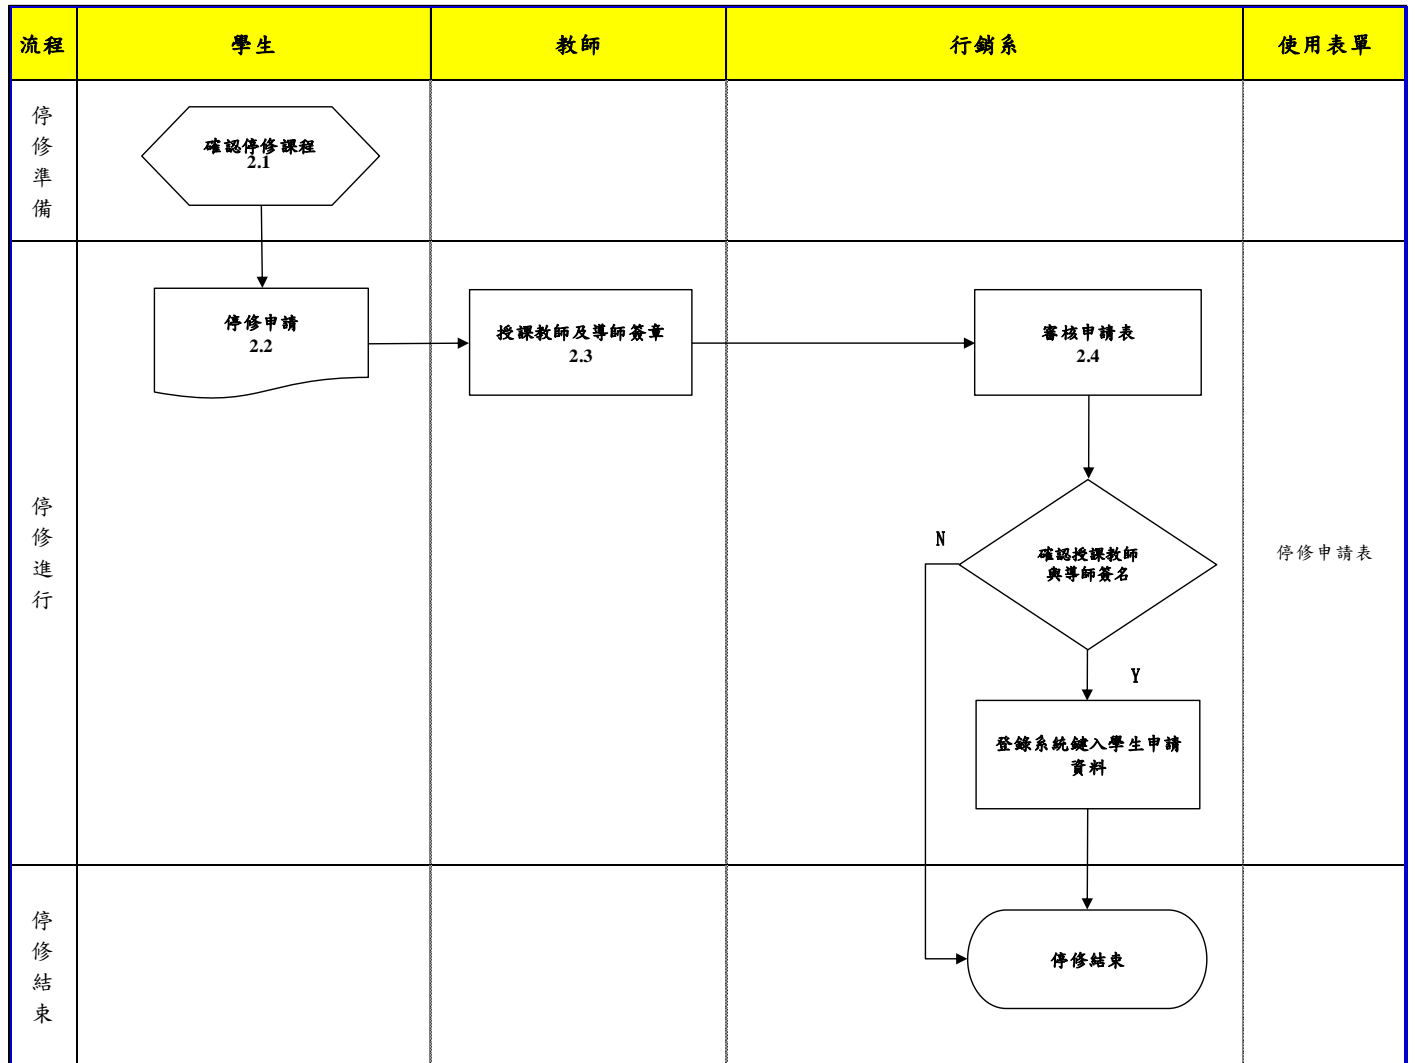 流程 學生 教師 行銷系 使用表單
停修準備
確認停修課程
2.1
停修進行
停修申請
2.2
授課教師及導師簽章
2.3
審核申請表
2.4
N
確認授課教師
與導師簽名
停修申請表
Y
登錄系統鍵入學生申請
資料
停修結束
停修結束